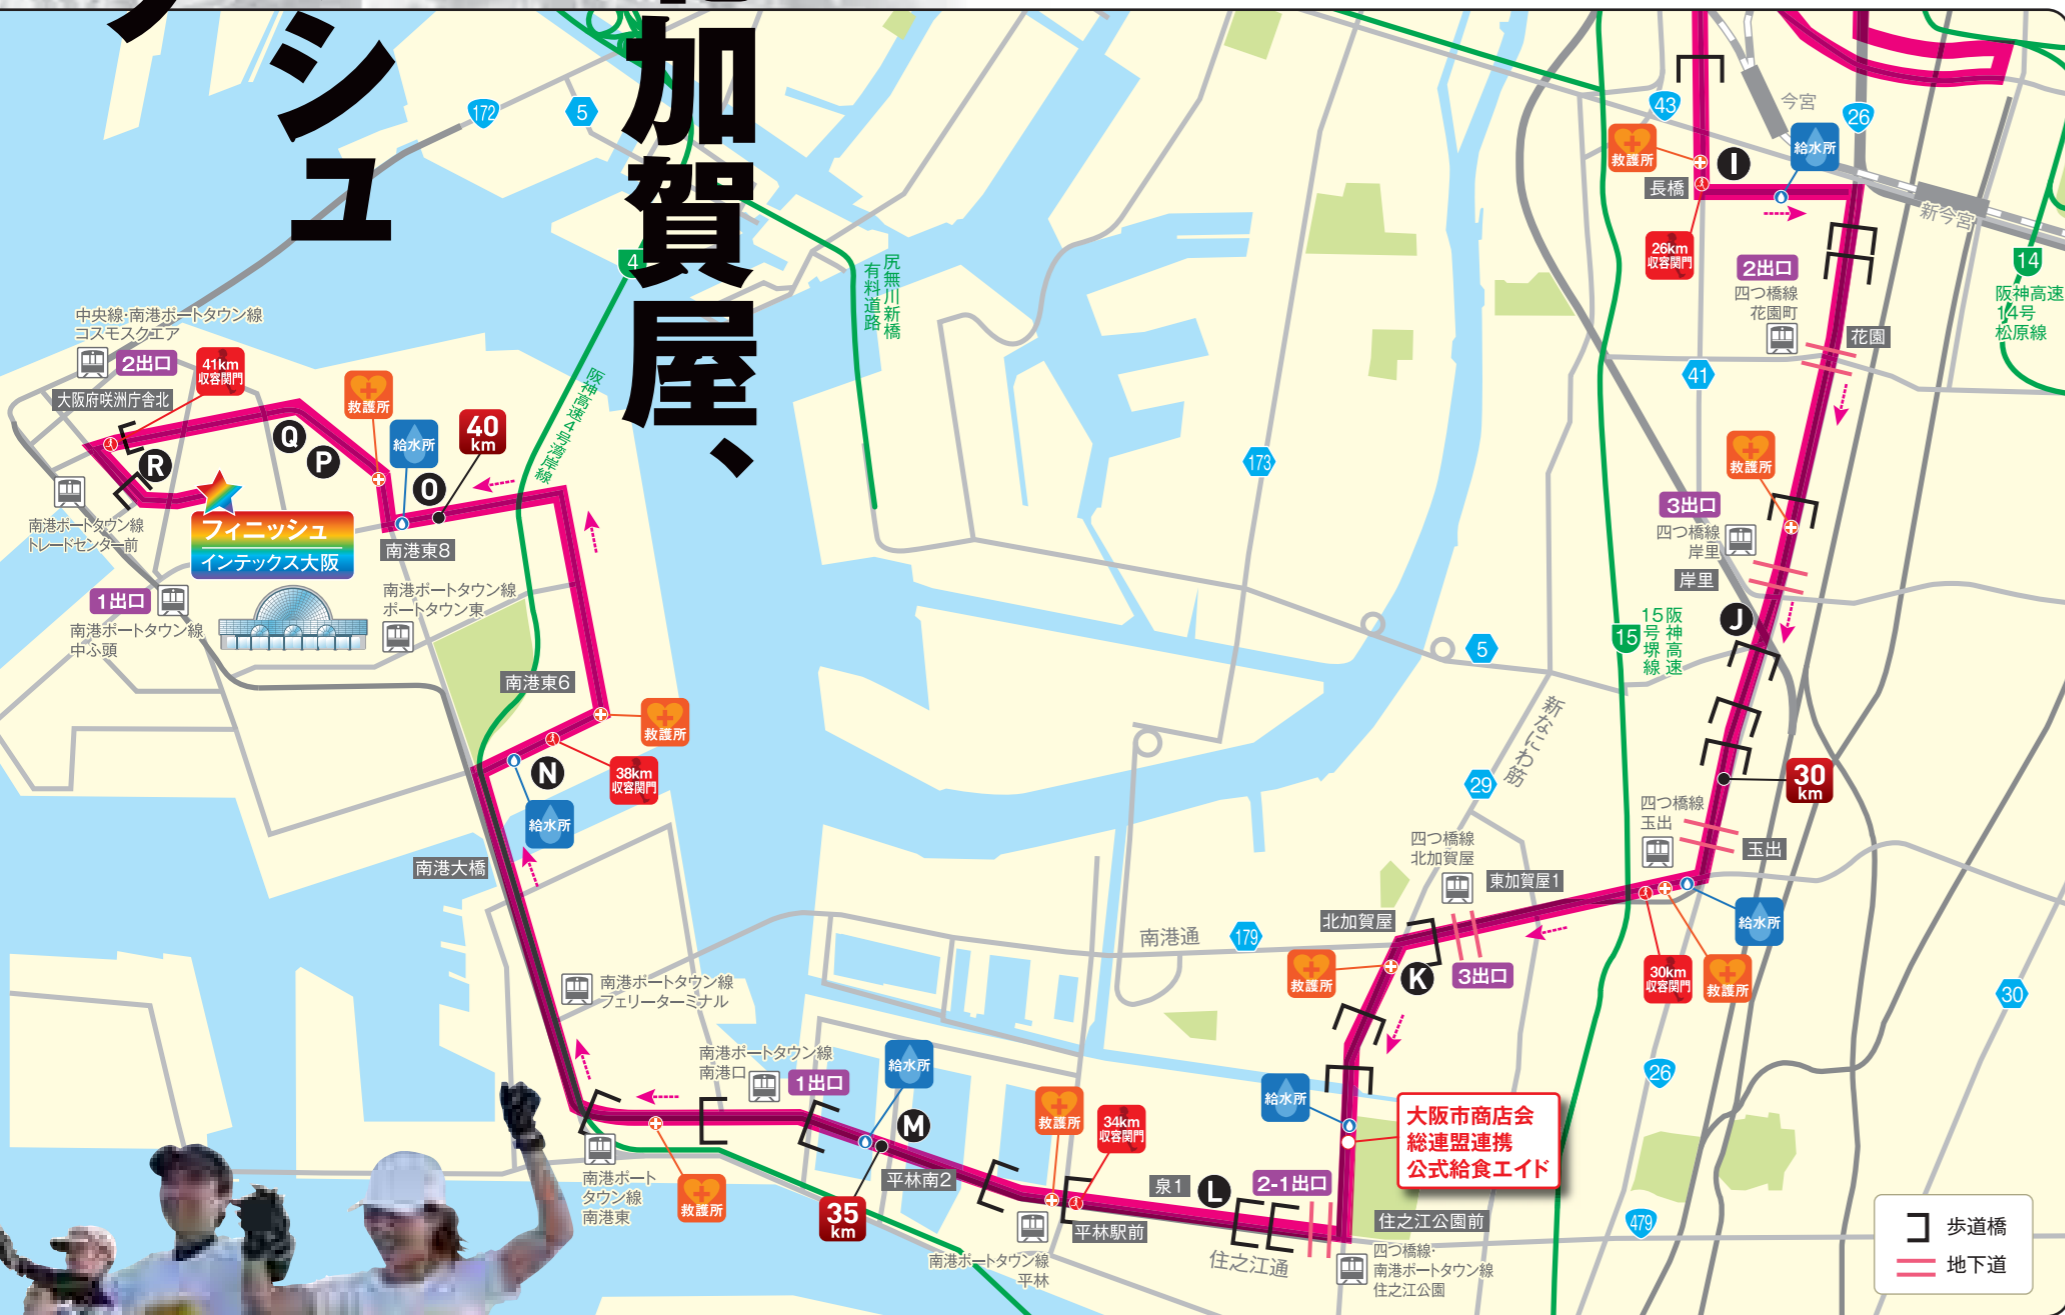 加賀屋、
シュ
172
5
4
尻無川新橋
有料道路
43
今宮
26
救護所
給水所
I
長橋
新今宮
26km
収容関門
2出口
四つ橋線
花園町
花園
14
阪神高速
14号
松原線
41
中央線・南港ポートタウン線
コスモスクエア
2出口
41km
収容関門
大阪府咲洲庁舎北
救護所
給水所
40
km
阪神高速4号湾岸線
Q
P
O
R
南港ポートタウン線
トレードセンター前
フィニッシュ
インテックス大阪
南港東8
1出口
南港ポートタウン線
中ふ頭
南港ポートタウン線
ポートタウン東
173
救護所
3出口
四つ橋線
岸里
岸里
J
15
阪神高速
15号堺線
5
南港東6
救護所
N
38km
収容関門
給水所
南港大橋
新なにわ筋
29
30
km
四つ橋線
玉出
玉出
四つ橋線
北加賀屋
東加賀屋1
北加賀屋
南港通
179
3出口
K
救護所
給水所
30km
収容関門
救護所
30
南港ポートタウン線
フェリーターミナル
南港ポートタウン線
南港口
1出口
給水所
M
救護所
34km
収容関門
給水所
26
大阪市商店会
総連盟連携
公式給食エイド
平林南2
泉1
L
2-1出口
南港ポート
タウン線
南港東
救護所
35
km
平林駅前
住之江公園前
479
南港ポートタウン線
平林
住之江通
四つ橋線・
南港ポートタウン線
住之江公園
歩道橋
地下道